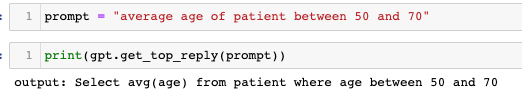 1 prompt = "average age of patient between 50 and 70"
1 print(gpt.get_top_reply(prompt))
output: Select avg(age) from patient where age between 50 and 70